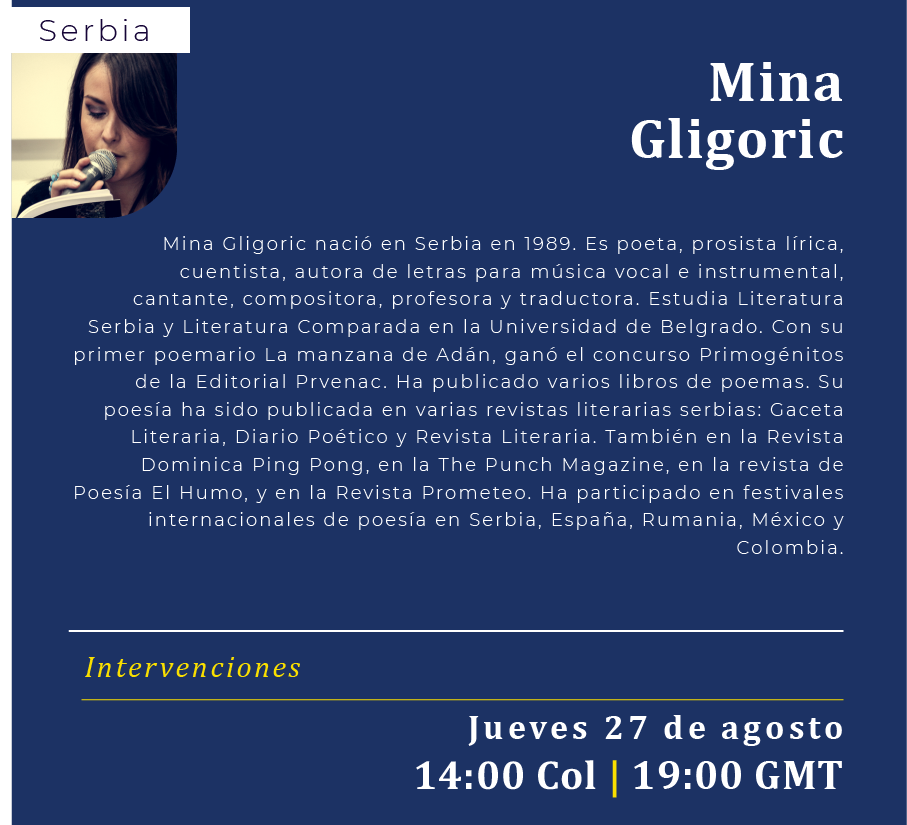 Serbia
Mina
Gligoric
Mina Gligoric nació en Serbia en 1989. Es poeta, prosista lírica,
cuentista, autora de letras para música vocal e instrumental,
cantante, compositora, profesora y traductora. Estudia Literatura
Serbia y Literatura Comparada en la Universidad de Belgrado. Con su
primer poemario La manzana de Adán, ganó el concurso Primogénitos
de la Editorial Prvenac. Ha publicado varios libros de poemas. Su
poesía ha sido publicada en varias revistas literarias serbias: Gaceta
Literaria, Diario Poético y Revista Literaria. También en la Revista
Dominica Ping Pong, en la The Punch Magazine, en la revista de
Poesía El Humo, y en la Revista Prometeo. Ha participado en festivales
internacionales de poesía en Serbia, España, Rumania, México y
Colombia.
Intervenciones
Jueves 27 de agosto
14:00 Col | 19:00 GMT